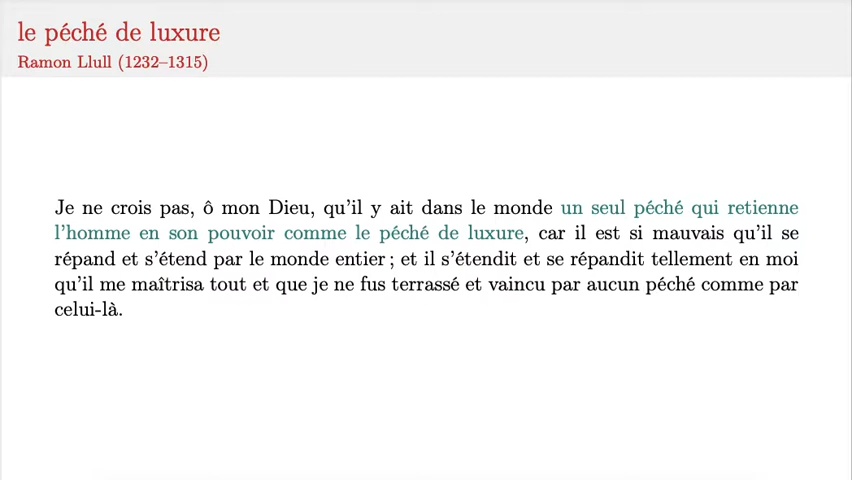 le péché de luxure
Ramon Llull (1232–1315)
Je ne crois pas, ô mon Dieu, qu'il y ait dans le monde un seul péché qui retienne
l'homme en son pouvoir comme le péché de luxure, car il est si mauvais qu'il se
répand et s'étend par le monde entier ; et il s'étendit et se répandit tellement en moi
qu'il me maîtrisa tout et que je ne fus terrassé et vaincu par aucun péché comme par
celui-là.